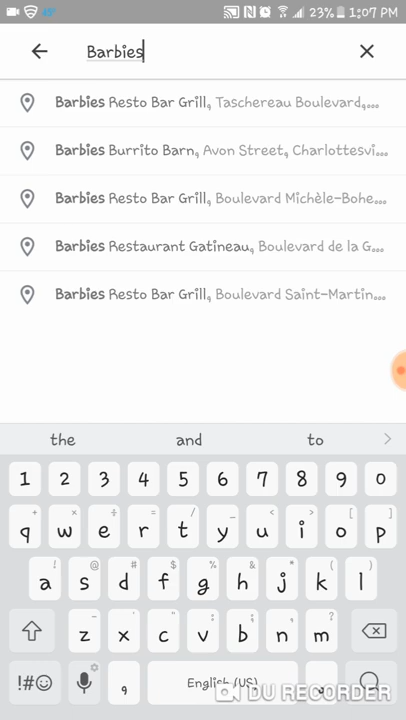 23% 1:07 PM
Barbies
Barbies Resto Bar Grill, Taschereau Boulevard,...
Barbies Burrito Barn, Avon Street, Charlottesvi...
Barbies Resto Bar Grill, Boulevard Michèle-Bohe...
Barbies Restaurant Gatineau, Boulevard de la G...
Barbies Resto Bar Grill, Boulevard Saint-Martin...
the and to
1 2 3 4 5 6 7 8 9 0
+ × ÷ = / _ < > [ ]
q w e r t y u i o p
! @ # $ % & ( ) 
a s d f g h j k l
- ' " : ; , ?
z x c v b n m
!#☺ , English (US) .
DU RECORDER